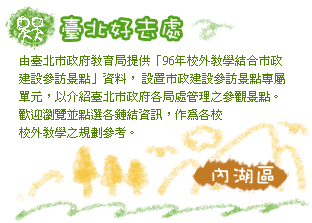 臺北好去處
由臺北市政府教育局提供「96年校外教學結合市政
建設參訪景點」資料，設置市政建設參訪景點專屬
單元，以介紹臺北市政府各局處管理之參觀景點。
歡迎瀏覽並點選各鏈結資訊，作為各校
校外教學之規劃參考。
內湖區